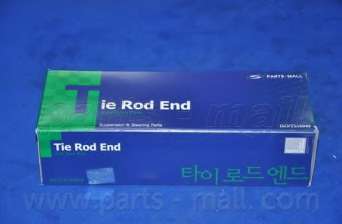 PARTS-MALL
Tie Rod End
Suspension & Steering Parts
Tie Rod End
타이 로드 엔드
www.parts-mall.com